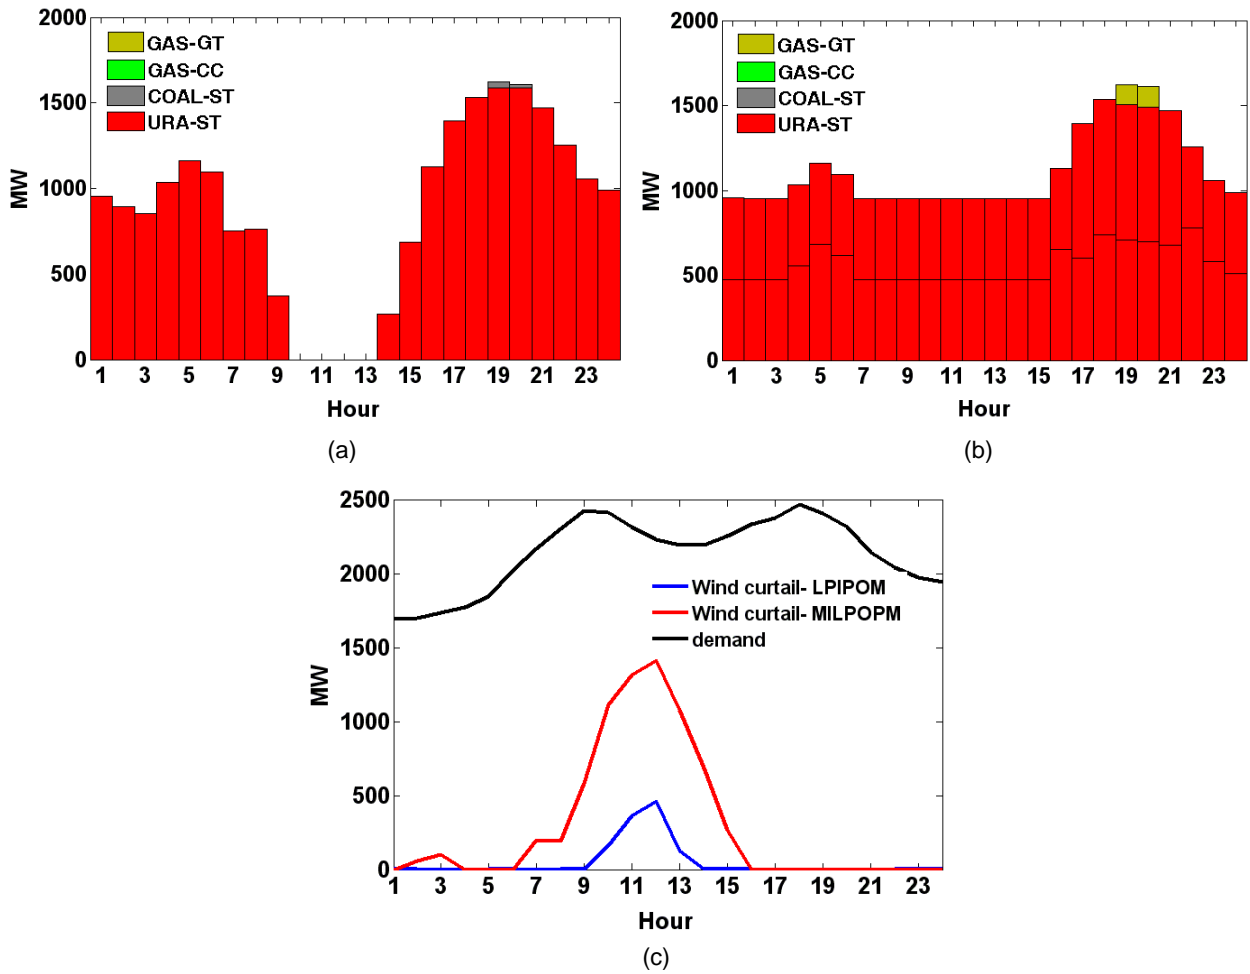 2000
1500
1000
500
0
MW
GAS-GT
GAS-CC
COAL-ST
URA-ST
1 3 5 7 9 11 13 15 17 19 21 23
Hour
(a)
2000
1500
1000
500
0
MW
GAS-GT
GAS-CC
COAL-ST
URA-ST
1 3 5 7 9 11 13 15 17 19 21 23
Hour
(b)
2500
2000
1500
1000
500
0
MW
Wind curtail- LPIPOM
Wind curtail- MILPOPM
demand
1 3 5 7 9 11 13 15 17 19 21 23
Hour
(c)